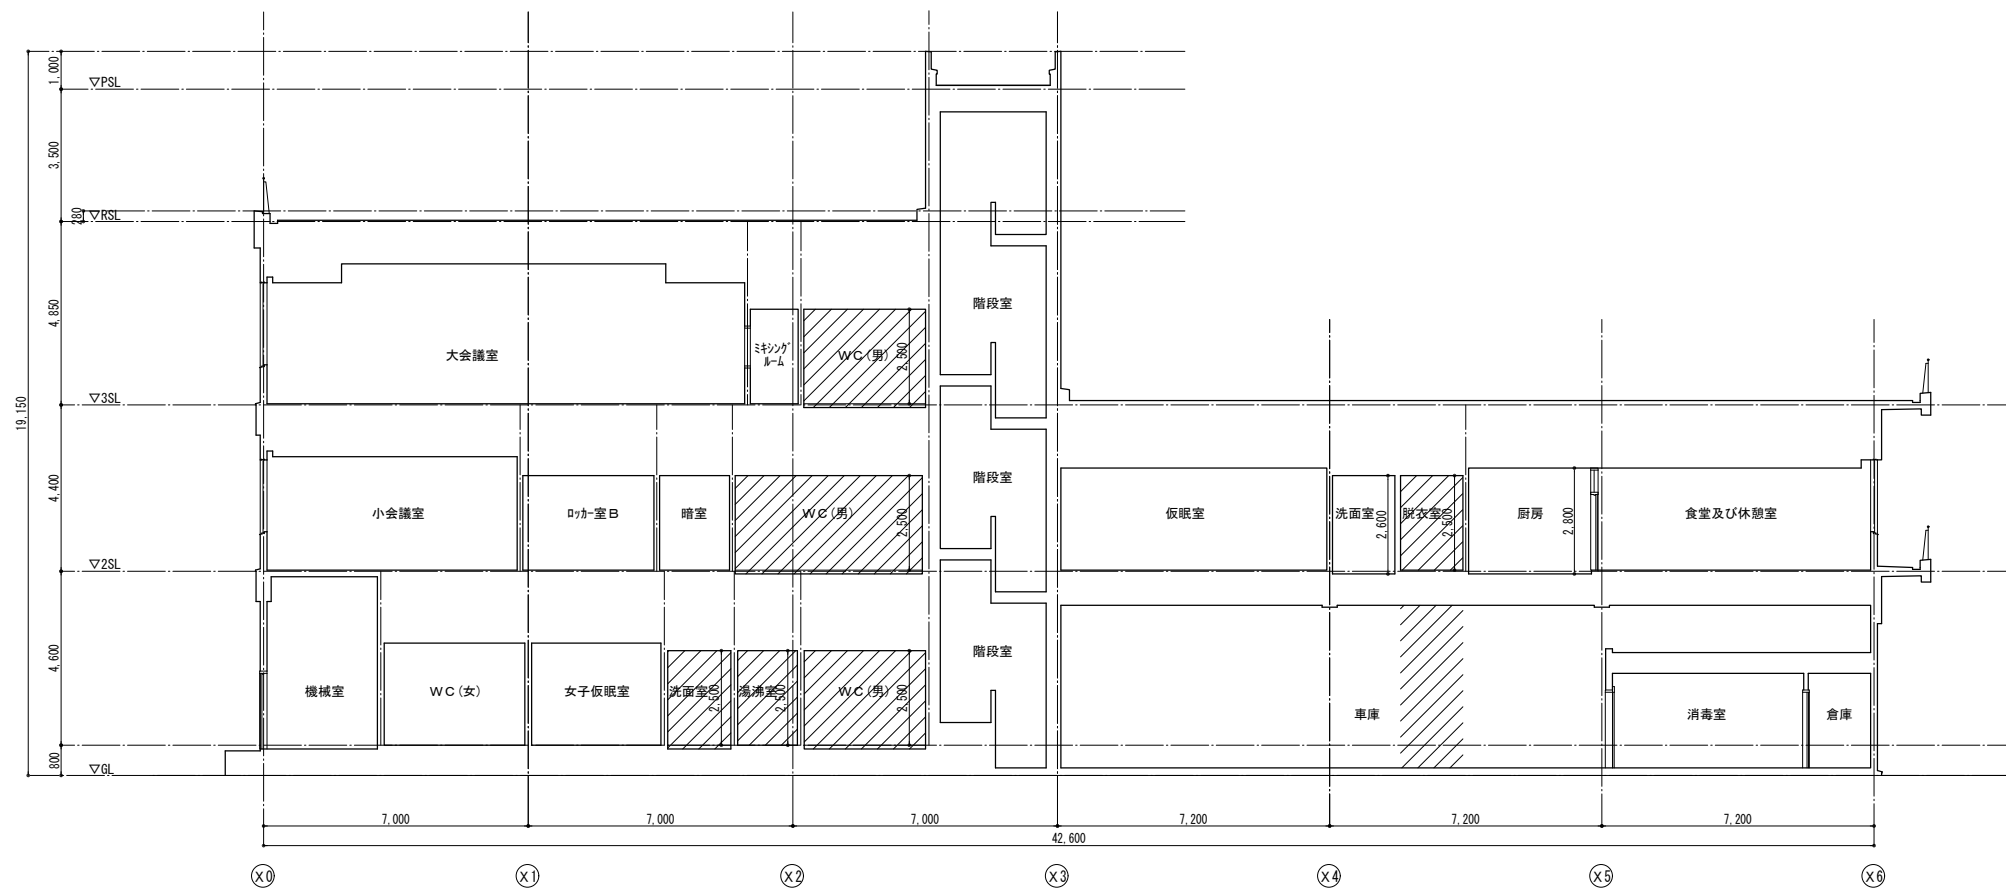 1,000
▽PSL
3,500
280
▽RSL
4,850
階段室
大会議室
ミキシング
ルーム
WC(男)
2,500
▽3SL
19,150
4,400
階段室
小会議室
ロッカー室B
暗室
WC(男)
2,500
仮眠室
洗面室
2,600
脱衣室
2,500
厨房
2,800
食堂及び休憩室
▽2SL
4,600
階段室
機械室
WC(女)
女子仮眠室
洗面室
2,500
湯沸室
2,500
WC(男)
2,500
車庫
消毒室
倉庫
800
▽GL
7,000
7,000
7,000
7,200
7,200
7,200
42,600
X0
X1
X2
X3
X4
X5
X6